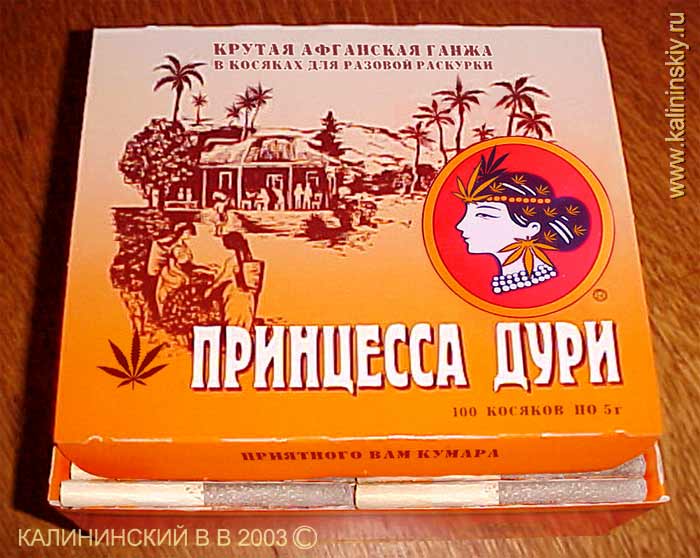 КРУТАЯ АФГАНСКАЯ ГАНЖА
В КОСЯКАХ ДЛЯ РАЗОВОЙ РАСКУРКИ
www.kalininskiy.ru
®
ПРИНЦЕССА ДУРИ
100 КОСЯКОВ ПО 5г
ПРИЯТНОГО ВАМ КУМАРА
КАЛИНИНСКИЙ В В 2003 ©